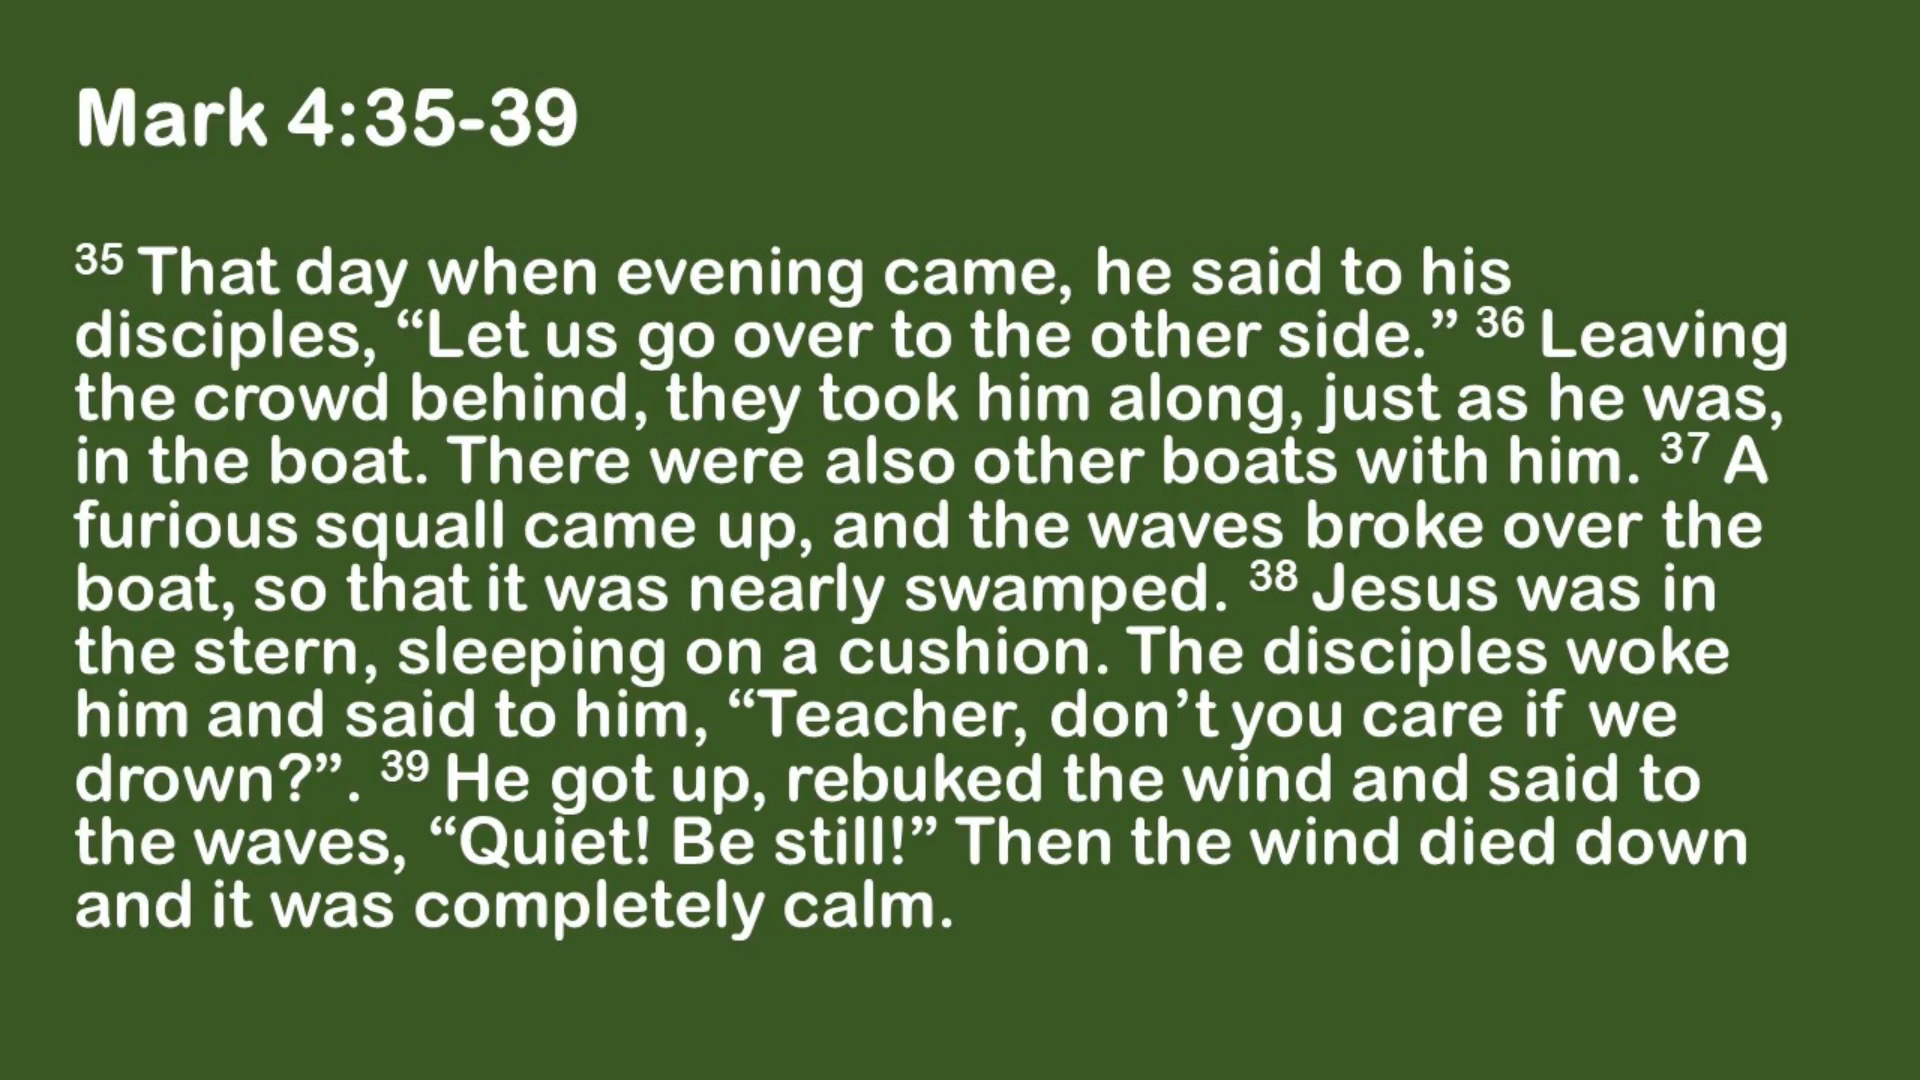 Mark 4:35-39
35 That day when evening came, he said to his
disciples, “Let us go over to the other side.” 36 Leaving
the crowd behind, they took him along, just as he was,
in the boat. There were also other boats with him. 37 A
furious squall came up, and the waves broke over the
boat, so that it was nearly swamped. 38 Jesus was in
the stern, sleeping on a cushion. The disciples woke
him and said to him, “Teacher, don’t you care if we
drown?”. 39 He got up, rebuked the wind and said to
the waves, “Quiet! Be still!” Then the wind died down
and it was completely calm.